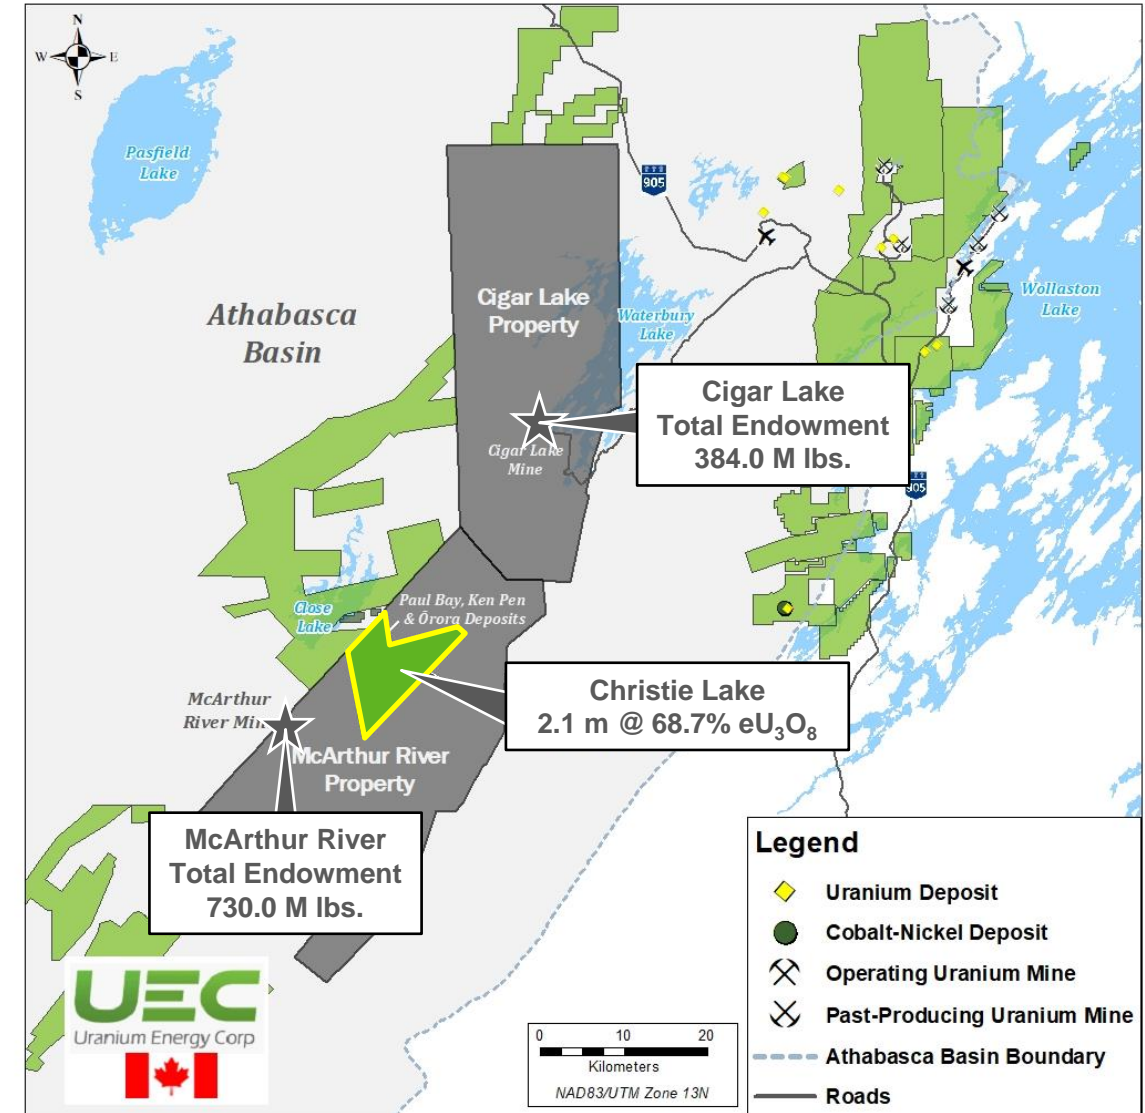 N
W
E
S
Pasfield
Lake
905
Athabasca
Basin
Cigar Lake
Property
Waterbury
Lake
Wollaston
Lake
Cigar Lake
Total Endowment
384.0 M lbs.
Cigar Lake
Mine
905
Paul Bay, Ken Pen
& Ōrora Deposits
Close
Lake
Christie Lake
2.1 m @ 68.7% eU₃O₈
McArthur
River Min
McArthur River
Property
McArthur River
Total Endowment
730.0 M lbs.
Legend
Uranium Deposit
Cobalt-Nickel Deposit
Operating Uranium Mine
Past-Producing Uranium Mine
Athabasca Basin Boundary
Roads
UEC
Uranium Energy Corp
0 10 20
Kilometers
NAD83/UTM Zone 13N